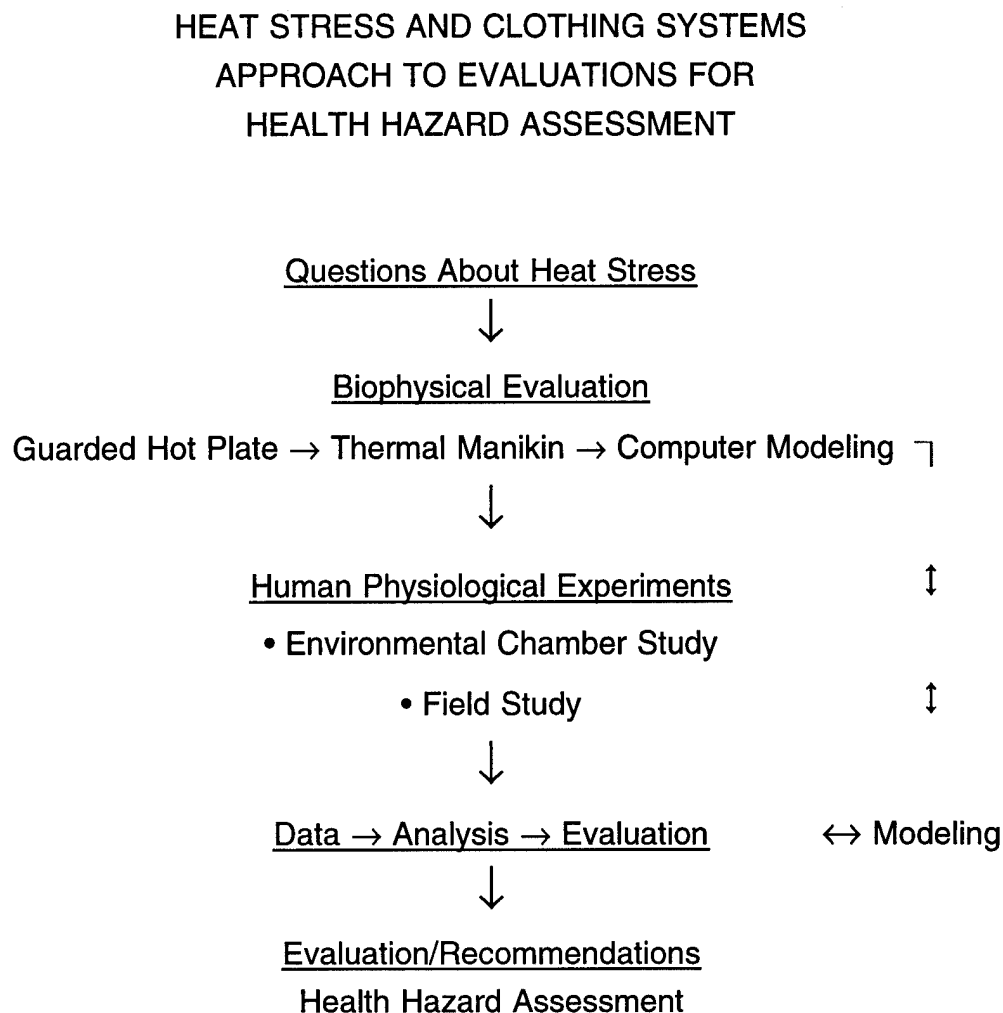 HEAT STRESS AND CLOTHING SYSTEMS
APPROACH TO EVALUATIONS FOR
HEALTH HAZARD ASSESSMENT
Questions About Heat Stress
↓
Biophysical Evaluation
Guarded Hot Plate → Thermal Manikin → Computer Modeling ┐
↓
Human Physiological Experiments ↕
• Environmental Chamber Study
• Field Study ↕
↓
Data → Analysis → Evaluation ↔ Modeling
↓
Evaluation/Recommendations
Health Hazard Assessment